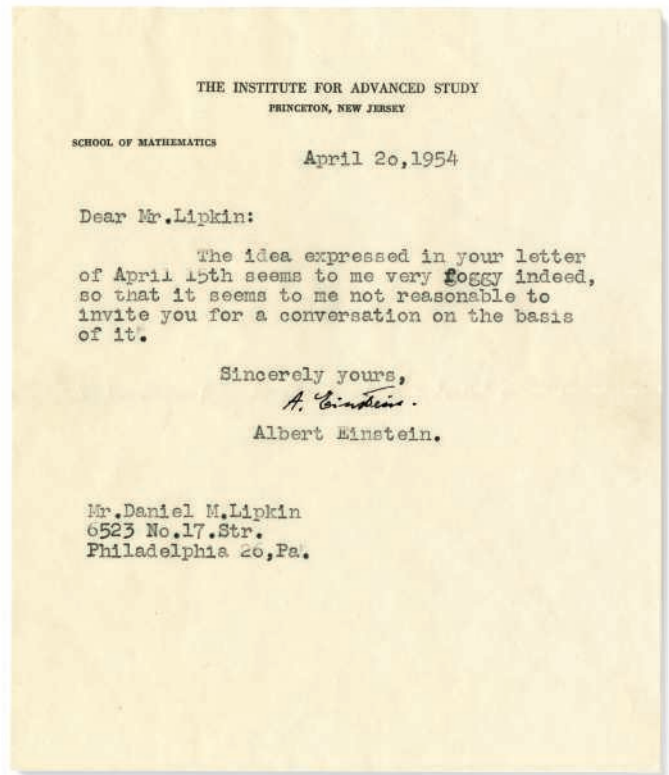 THE INSTITUTE FOR ADVANCED STUDY
PRINCETON, NEW JERSEY
SCHOOL OF MATHEMATICS
April 2o,1954
Dear Mr.Lipkin:
The idea expressed in your letter
of April 15th seems to me very foggy indeed,
so that it seems to me not reasonable to
invite you for a conversation on the basis
of it.
Sincerely yours,
A. Einstein.
Albert Einstein.
Mr.Daniel M.Lipkin
6523 No.17.Str.
Philadelphia 26,Pa.